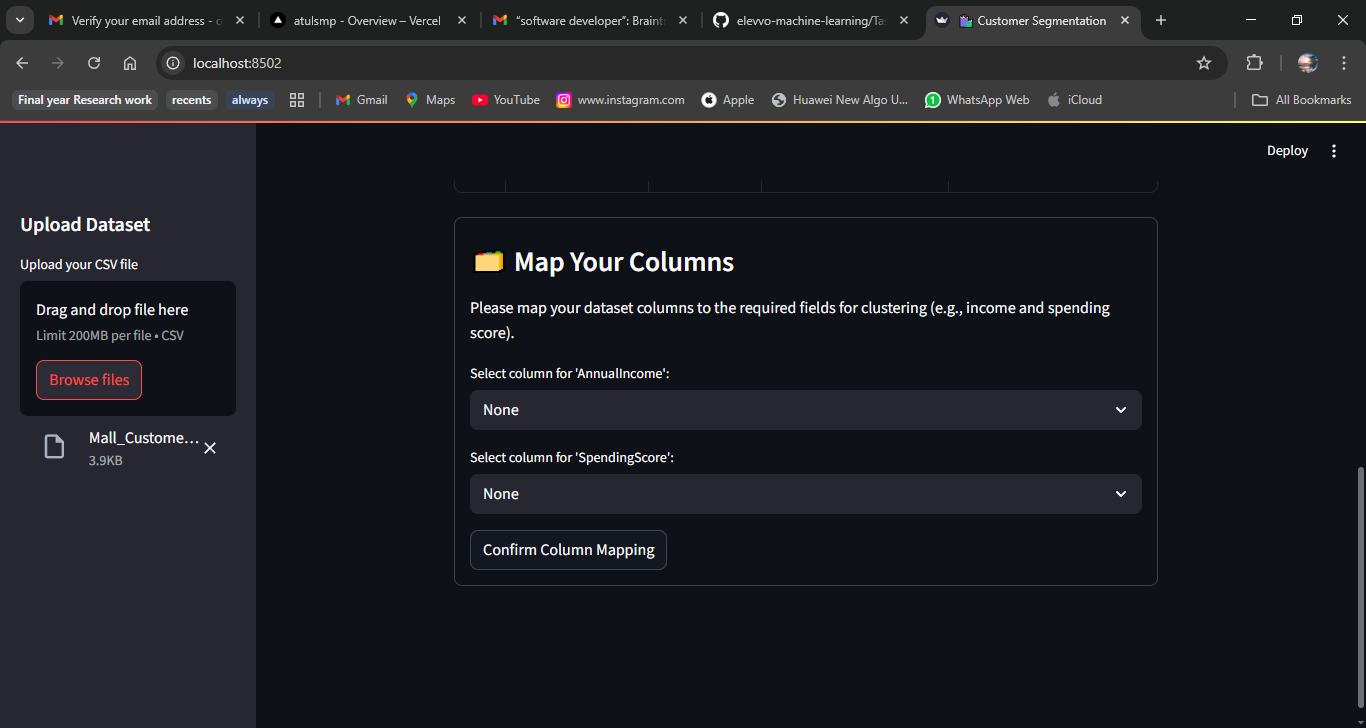 Verify your email address - o
atulsmp - Overview – Vercel
"software developer": Braint
elevvo-machine-learning/Tas
Customer Segmentation
localhost:8502
Final year Research work
recents
always
Gmail
Maps
YouTube
www.instagram.com
Apple
Huawei New Algo U...
1
WhatsApp Web
iCloud
All Bookmarks
Deploy
Upload Dataset
Upload your CSV file
Drag and drop file here
Limit 200MB per file • CSV
Browse files
Mall_Custome...
3.9KB
Map Your Columns
Please map your dataset columns to the required fields for clustering (e.g., income and spending
score).
Select column for 'AnnualIncome':
None
Select column for 'SpendingScore':
None
Confirm Column Mapping